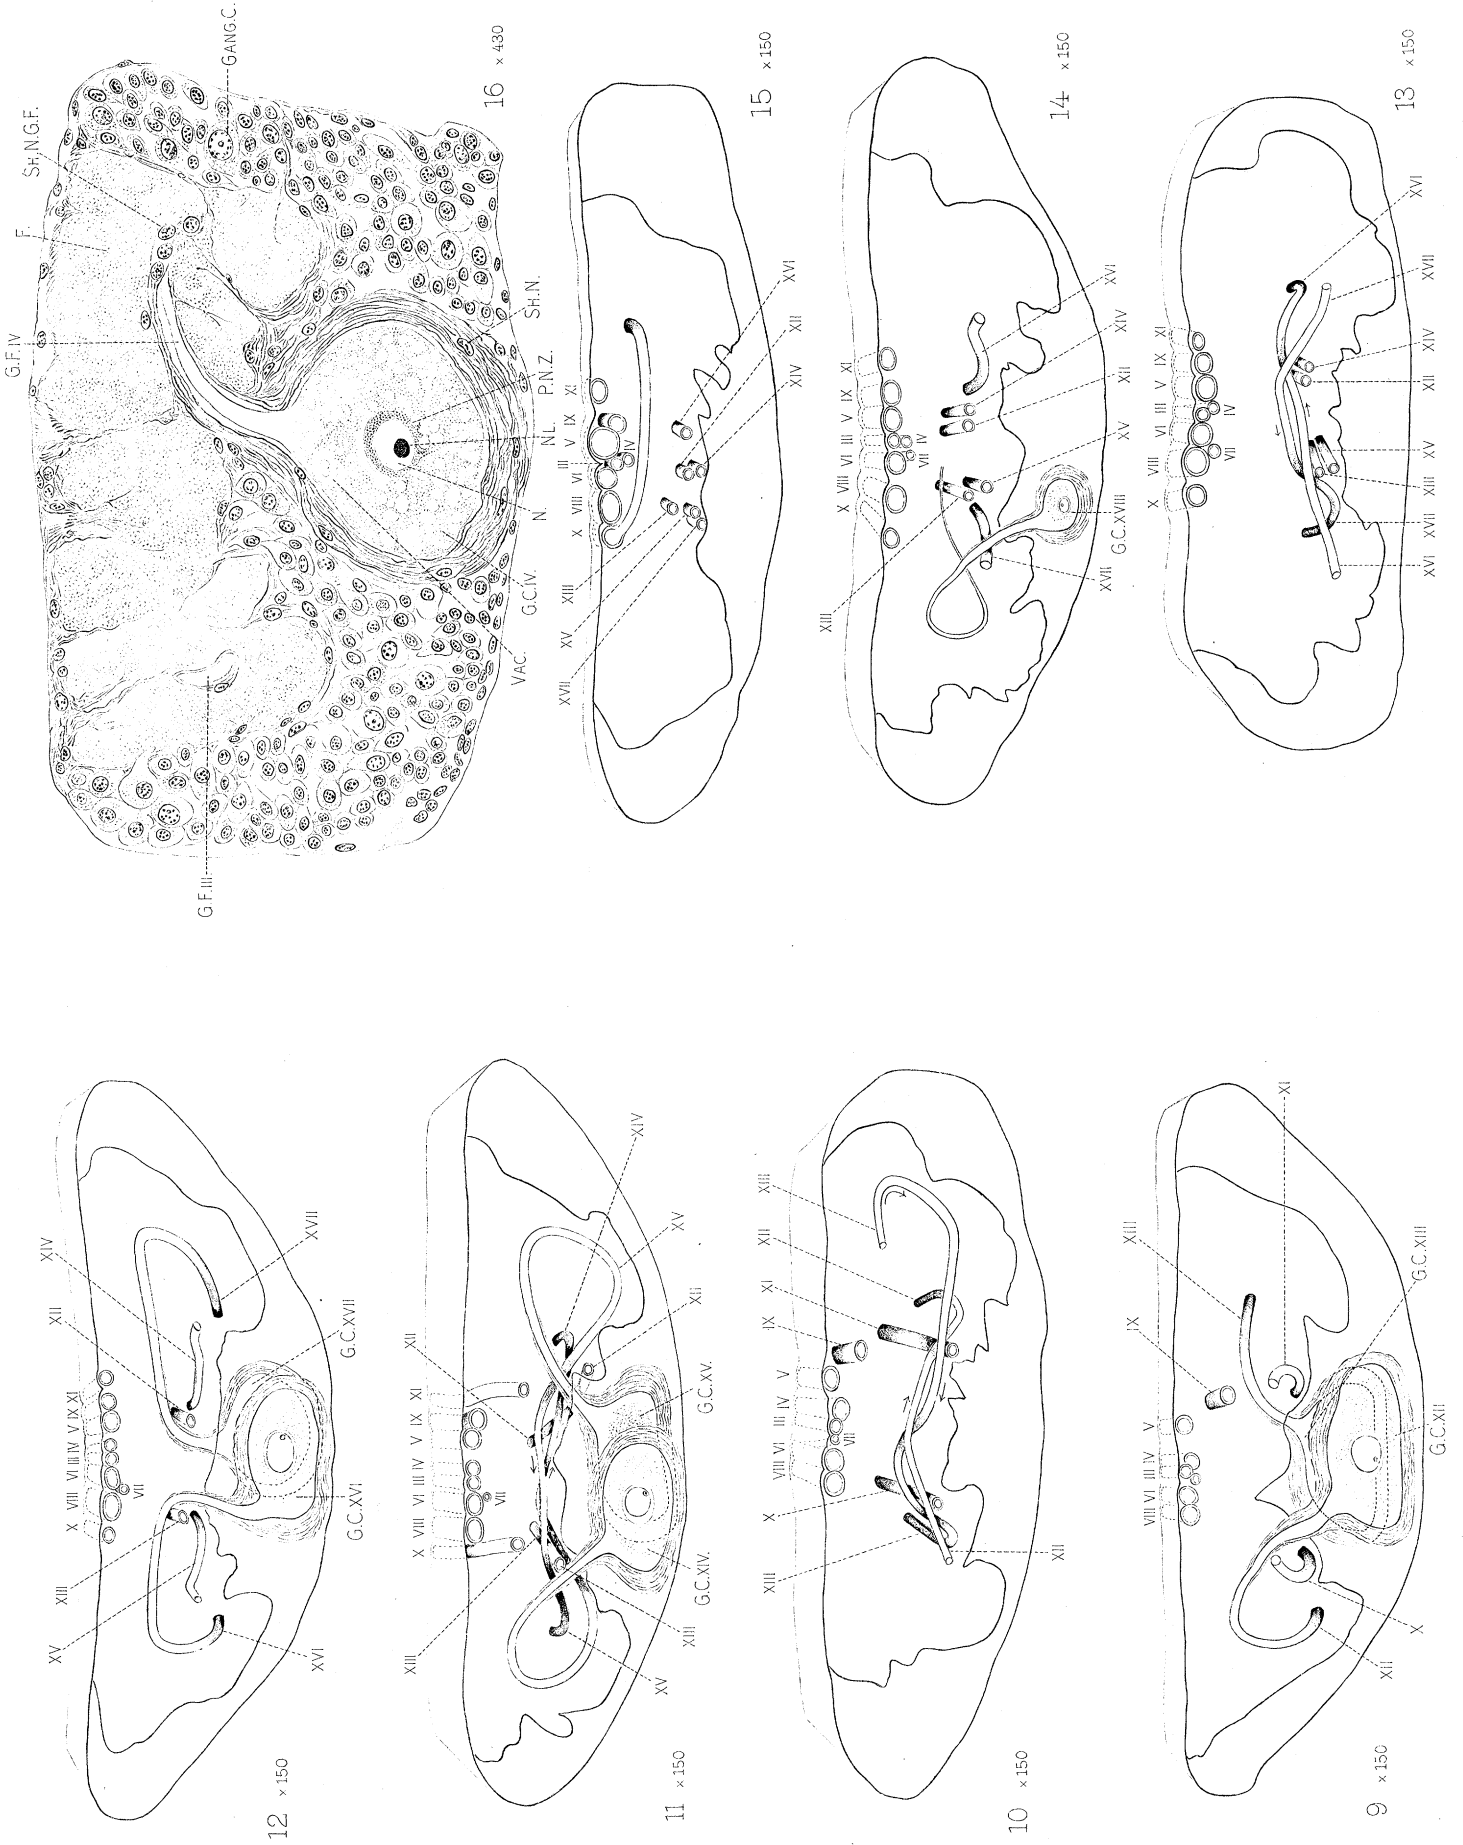 G.F.IV
F.
SH.N.G.F.
GANG.C.
G.F.III
VAC.
G.C.IV.
N.
NL.
P.N.Z.
SH.N.
16 ×430
X VIII VI III V IX XI
IV
XIII
XV
XVII
XVI
XII
XIV
15 ×150
X VIII VI III V IX XI
VII IV
XIII
XVII
G.C.XVIII
XV
XII
XIV
XVI
14 ×150
X VIII VI III V IX XI
VII IV
XVI
XVII
XIII
XV
XII
XIV
XVII
XVI
13 ×150
XV
XIII
X VIII VI III IV V IX XI
VII
XII
XIV
XVI
G.C.XVI
G.C.XVII
XVII
12 ×150
XIII
X VIII VI III IV V IX XI
VII
XII
XIV
XV
XIII
G.C.XIV.
G.C.XV.
XII
XV
11 ×150
XIII
X
VIII VI III IV V
VII
IX
XI
XII
XIII
XII
10 ×150
VIII VI III IV V
IX
XIII
XI
XII
X
G.C.XII
G.C.XIII
9 ×150